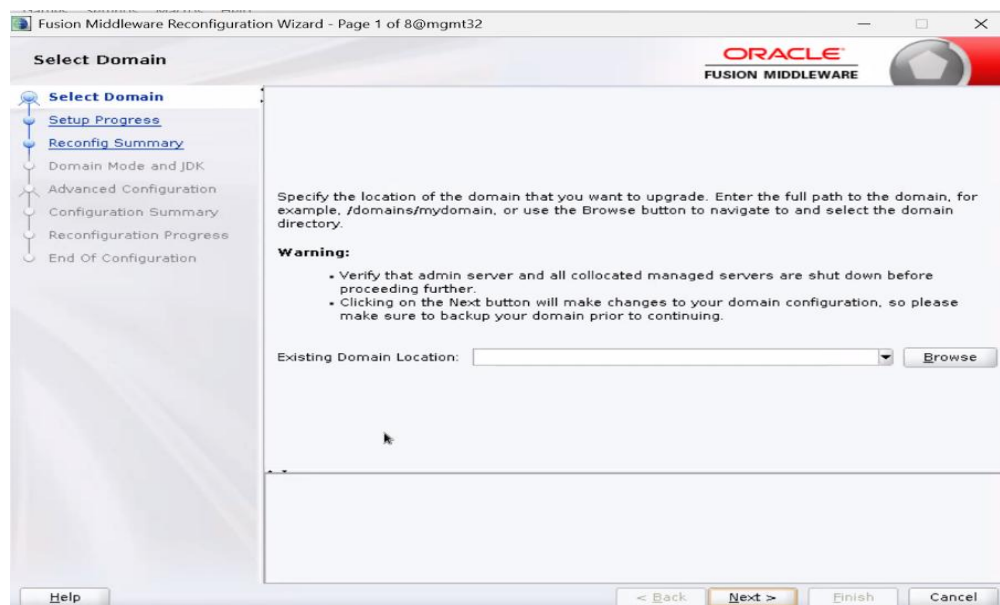 Fusion Middleware Reconfiguration Wizard - Page 1 of 8@mgmt32
Select Domain
ORACLE
FUSION MIDDLEWARE
Select Domain
Setup Progress
Reconfig Summary
Domain Mode and JDK
Advanced Configuration
Configuration Summary
Reconfiguration Progress
End Of Configuration
Specify the location of the domain that you want to upgrade. Enter the full path to the domain, for
example, /domains/mydomain, or use the Browse button to navigate to and select the domain
directory.
Warning:
• Verify that admin server and all collocated managed servers are shut down before
proceeding further.
• Clicking on the Next button will make changes to your domain configuration, so please
make sure to backup your domain prior to continuing.
Existing Domain Location:
Browse
Help
< Back
Next >
Finish
Cancel